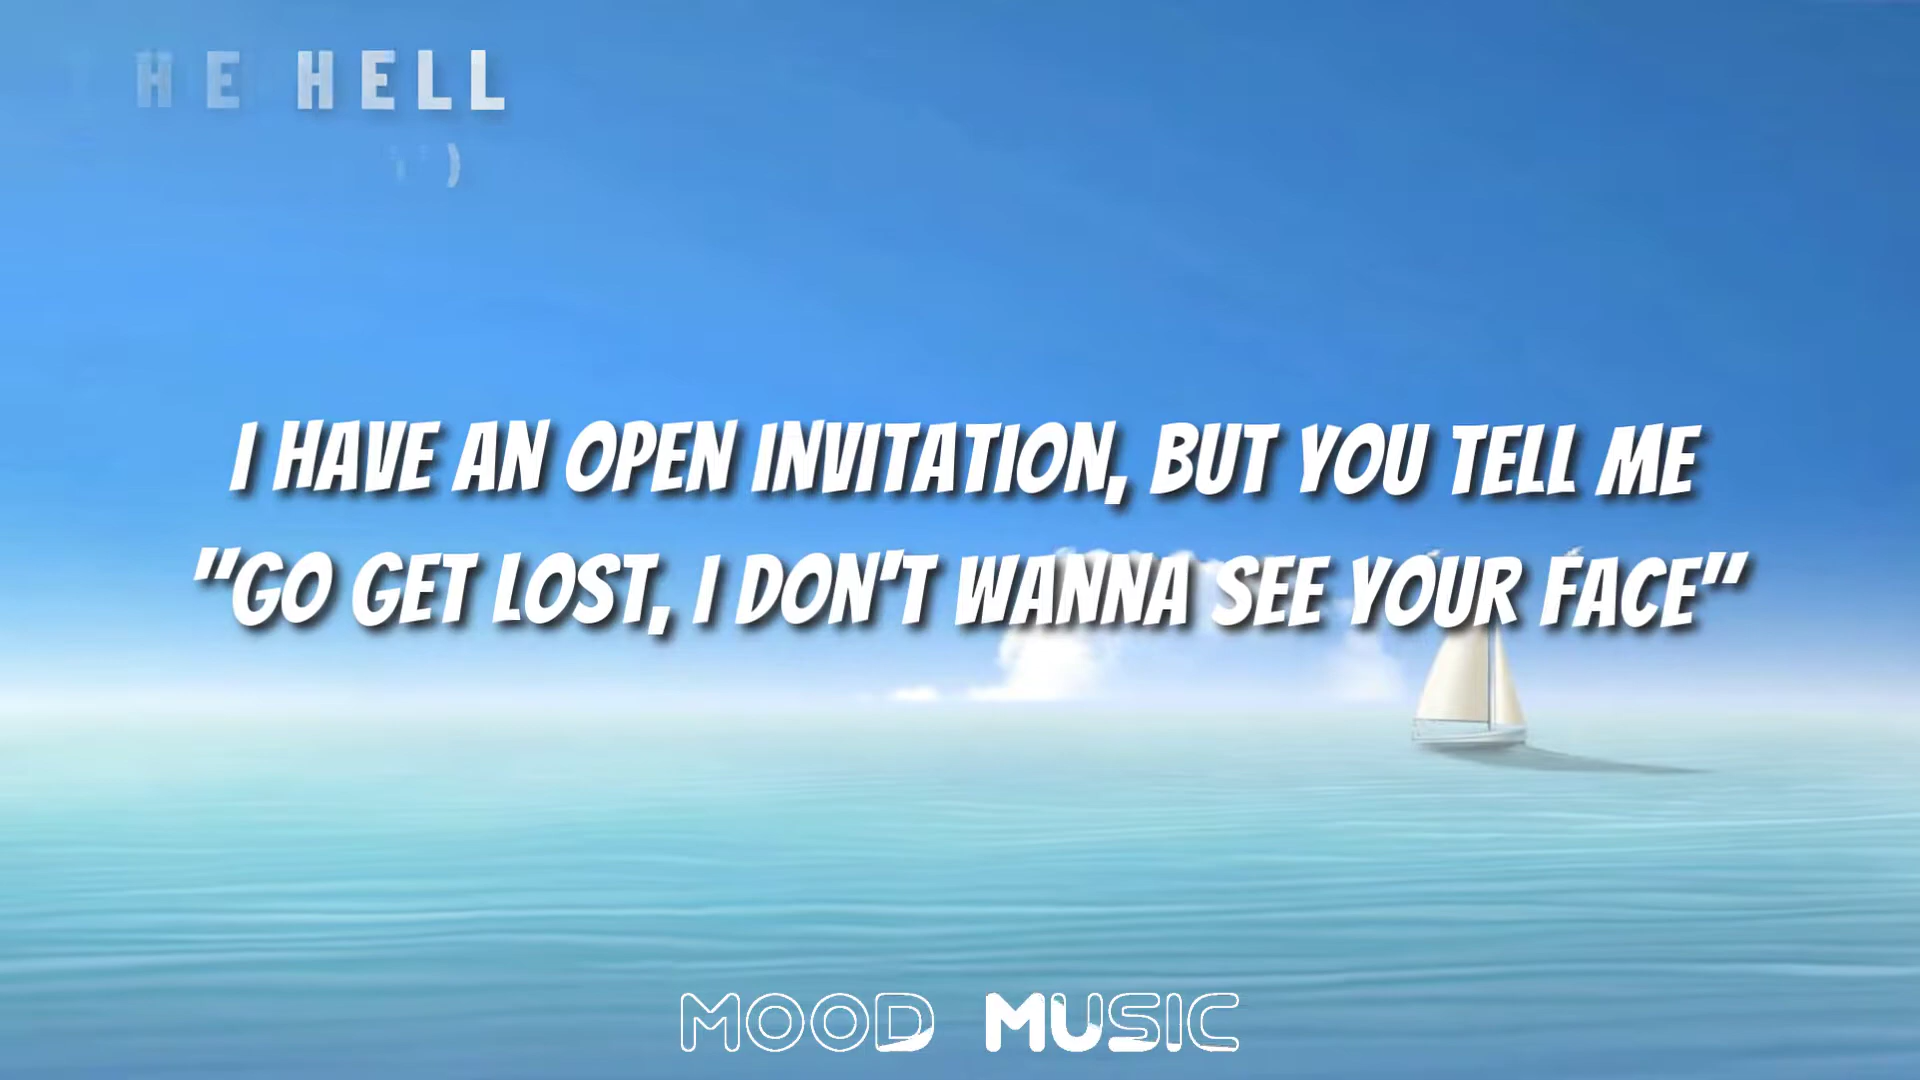 HE HELL
)
I HAVE AN OPEN INVITATION, BUT YOU TELL ME
"GO GET LOST, I DON'T WANNA SEE YOUR FACE"
MOOD MUSIC